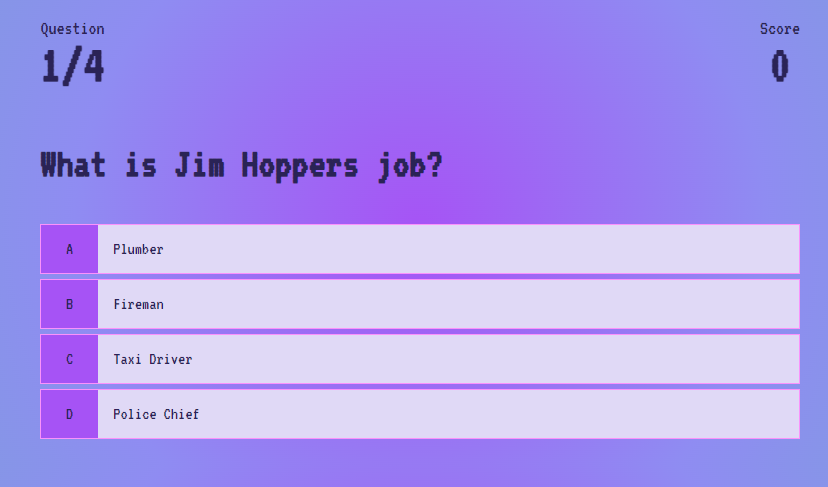 Question
Score
1/4
0
What is Jim Hoppers job?
A Plumber
B Fireman
C Taxi Driver
D Police Chief